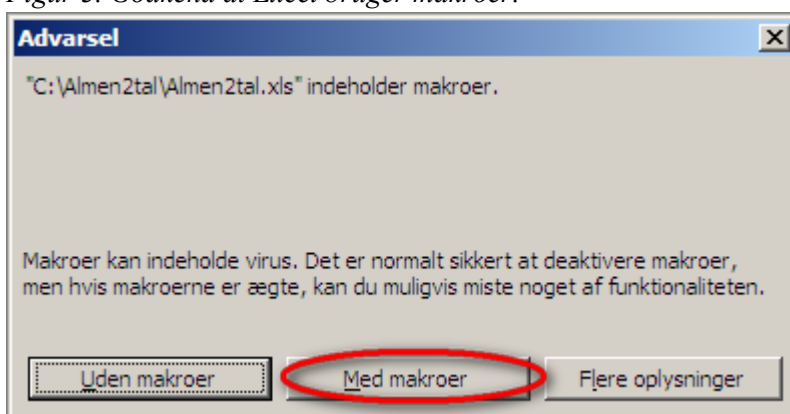 Figur 3. Godkend at Excel bruger makroer.
Advarsel
"C:\Almen2tal\Almen2tal.xls" indeholder makroer.
Makroer kan indeholde virus. Det er normalt sikkert at deaktivere makroer,
men hvis makroerne er ægte, kan du muligvis miste noget af funktionaliteten.
Uden makroer Med makroer Flere oplysninger